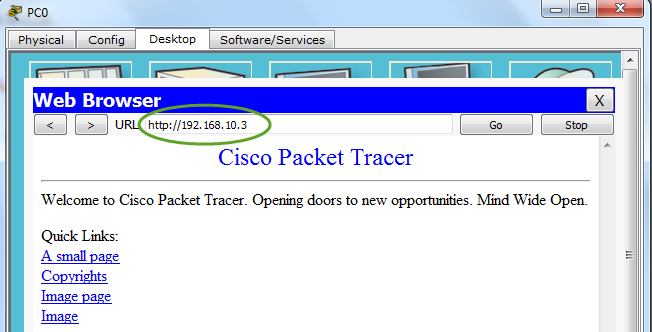 PC0
Physical Config Desktop Software/Services
Web Browser X
< > URL http://192.168.10.3 Go Stop
Cisco Packet Tracer
Welcome to Cisco Packet Tracer. Opening doors to new opportunities. Mind Wide Open.
Quick Links:
A small page
Copyrights
Image page
Image